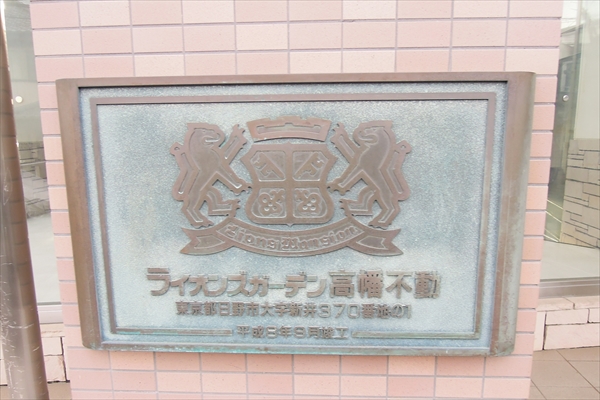 Lions Mansion
ライオンズガーデン高幡不動
東京都日野市大字新井370番地の1
平成8年9月竣工